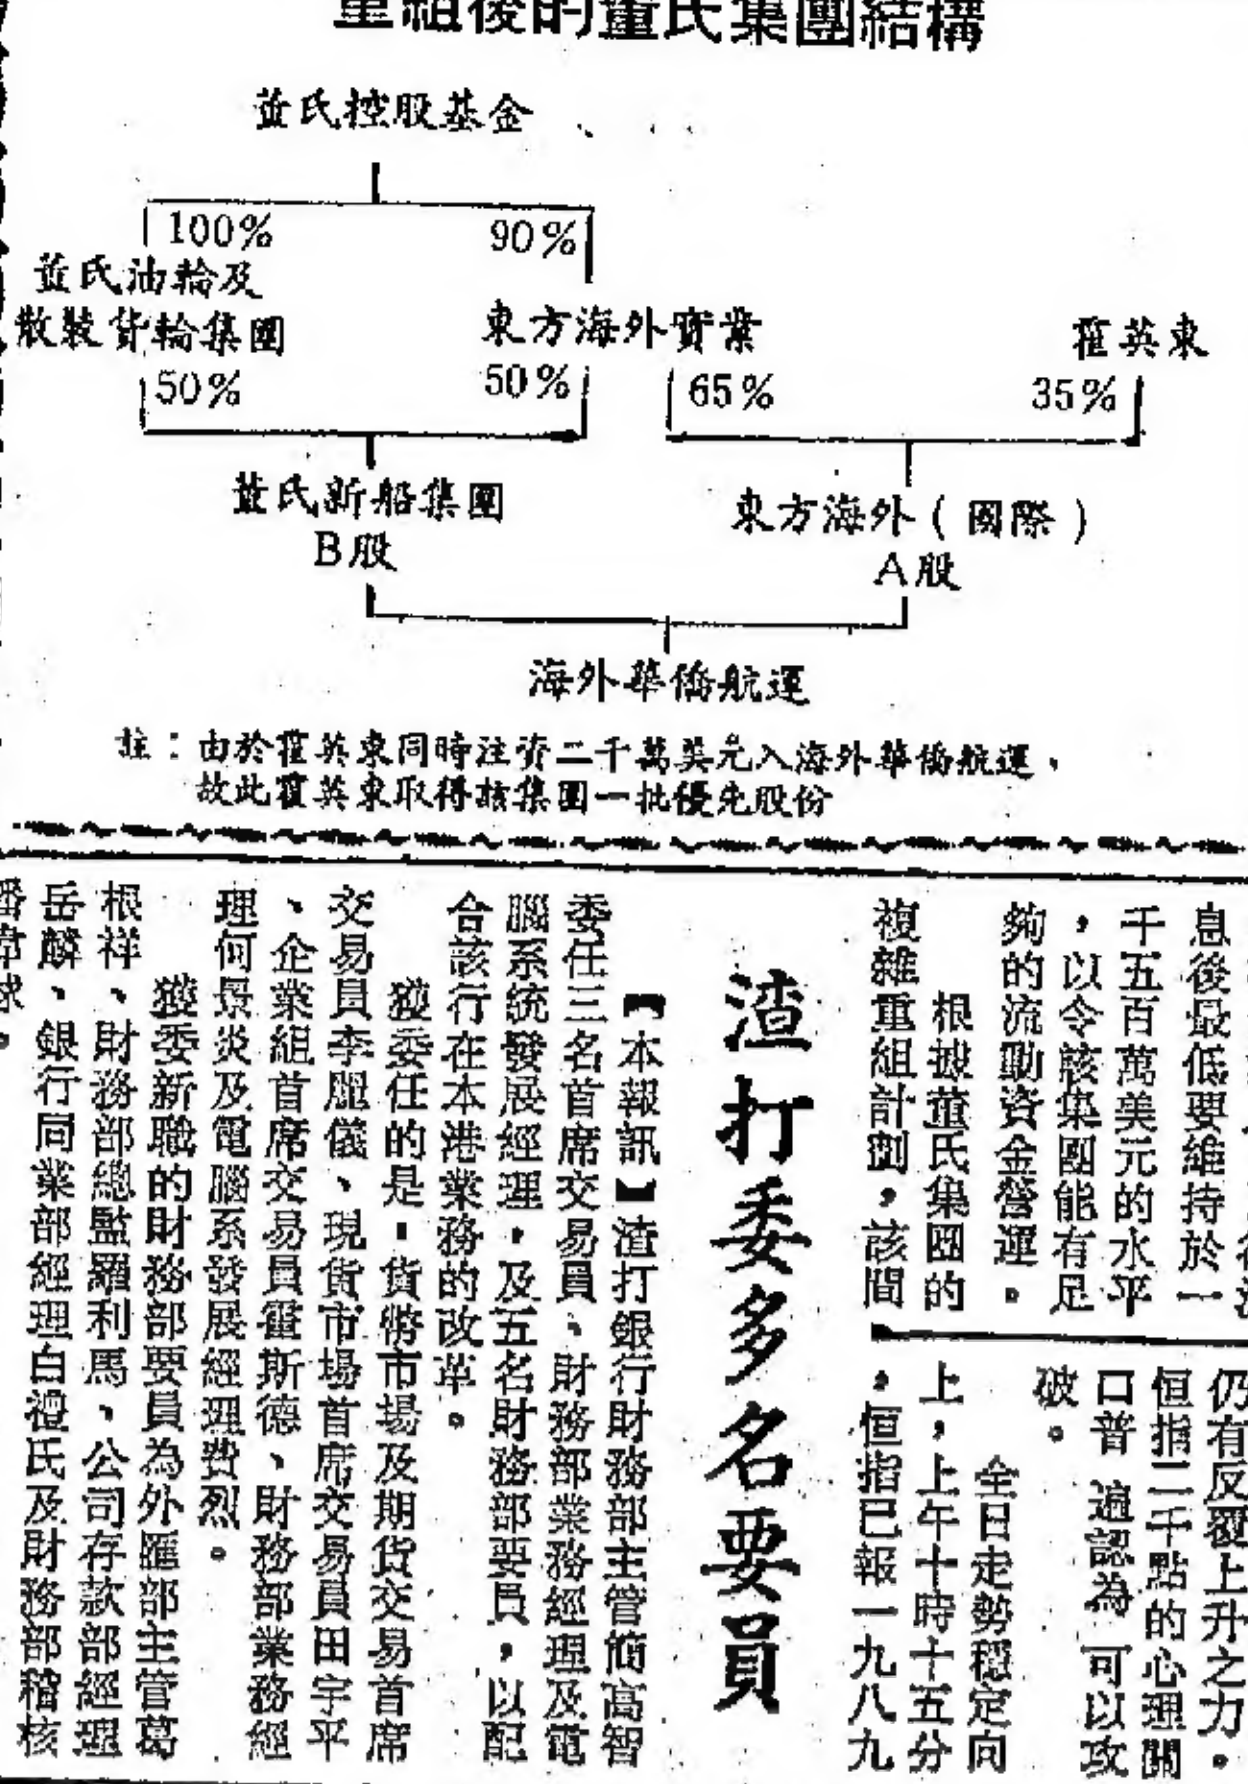 重組後的董氏集團結構
董氏控股基金
100%
90%
董氏油輪及
散裝貨輪集團
東方海外實業
霍英東
50%
50%
65%
35%
董氏新船集團
B股
東方海外(國際)
A股
海外華僑航運
註:由於霍英東同時注資二千萬美元入海外華僑航運,
故此霍英東取得該集團一批優先股份
息後最低要維持於一
千五百萬美元的水平
,以令該集團能有足
夠的流動資金營運。
根據董氏集團的
複雜重組計劃,該間
仍有反覆上升之力。
恒指二千點的心理關
口普遍認為可以攻
破。
全日走勢穩定向
上,上午十時十五分
,恒指已報一九八九
渣打委多名要員
【本報訊】渣打銀行財務部主管簡高智
委任三名首席交易員、財務部業務經理及電
腦系統發展經理,及五名財務部要員,以配
合該行在本港業務的改革。
獲委任的是,貨幣市場及期貨交易首席
交易員李麗儀、現貨市場首席交易員田宇平
、企業組首席交易員霍斯德、財務部業務經
理何景炎及電腦系發展經理費烈。
獲委新職的財務部要員為外匯部主管葛
根祥、財務部總監羅利馬、公司存款部經理
岳麟、銀行同業部經理白禮氏及財務部稽核
潘偉球。